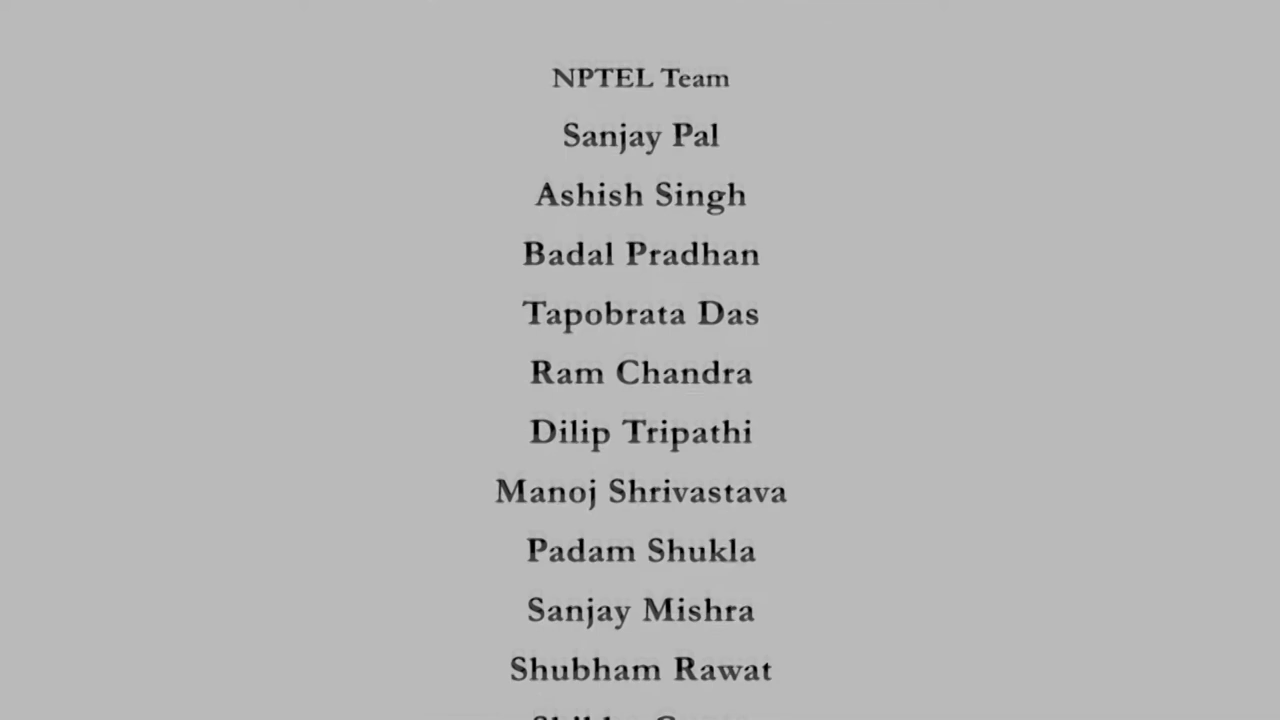 NPTEL Team
Sanjay Pal
Ashish Singh
Badal Pradhan
Tapobrata Das
Ram Chandra
Dilip Tripathi
Manoj Shrivastava
Padam Shukla
Sanjay Mishra
Shubham Rawat